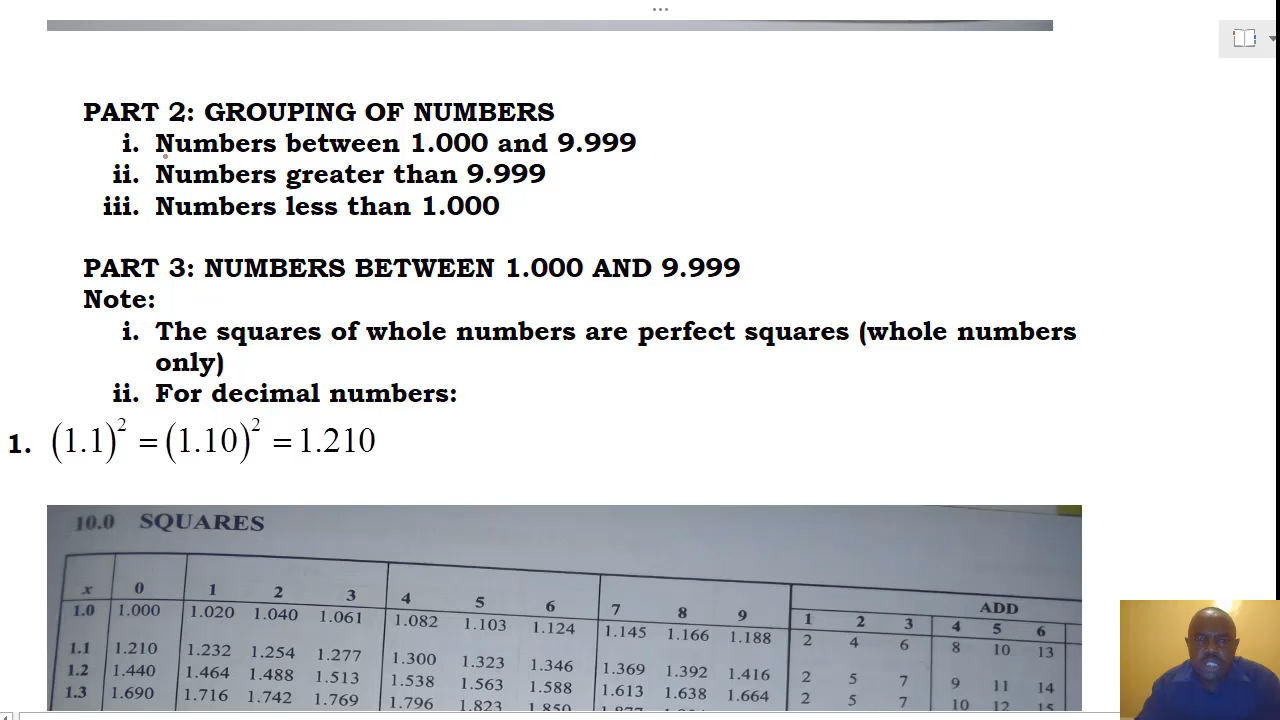 PART 2: GROUPING OF NUMBERS
i. Numbers between 1.000 and 9.999
ii. Numbers greater than 9.999
iii. Numbers less than 1.000
PART 3: NUMBERS BETWEEN 1.000 AND 9.999
Note:
i. The squares of whole numbers are perfect squares (whole numbers
only)
ii. For decimal numbers:
1. (1.1)² = (1.10)² = 1.210
10.0 SQUARES
ADD
x 0 1 2 3 4 5 6 7 8 9 1 2 3 4 5 6
1.0 1.000 1.020 1.040 1.061 1.082 1.103 1.124 1.145 1.166 1.188 2 4 6 8 10 13
1.1 1.210 1.232 1.254 1.277 1.300 1.323 1.346 1.369 1.392 1.416 2 5 7 9 11 14
1.2 1.440 1.464 1.488 1.513 1.538 1.563 1.588 1.613 1.638 1.664 2 5 7 10 12 15
1.3 1.690 1.716 1.742 1.769 1.796 1.823 1.850